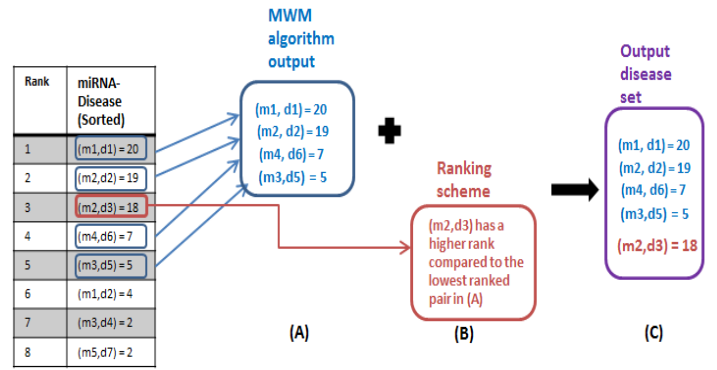 Rank
miRNA-
Disease
(Sorted)
1
(m1,d1) = 20
2
(m2,d2) = 19
3
(m2,d3) = 18
4
(m4,d6) = 7
5
(m3,d5) = 5
6
(m1,d2) = 4
7
(m3,d4) = 2
8
(m5,d7) = 2
MWM
algorithm
output
(m1, d1) = 20
(m2, d2) = 19
(m4, d6) = 7
(m3,d5) = 5
(A)
Ranking
scheme
(m2,d3) has a
higher rank
compared to the
lowest ranked
pair in (A)
(B)
Output
disease
set
(m1, d1) = 20
(m2, d2) = 19
(m4, d6) = 7
(m3,d5) = 5
(m2,d3) = 18
(C)